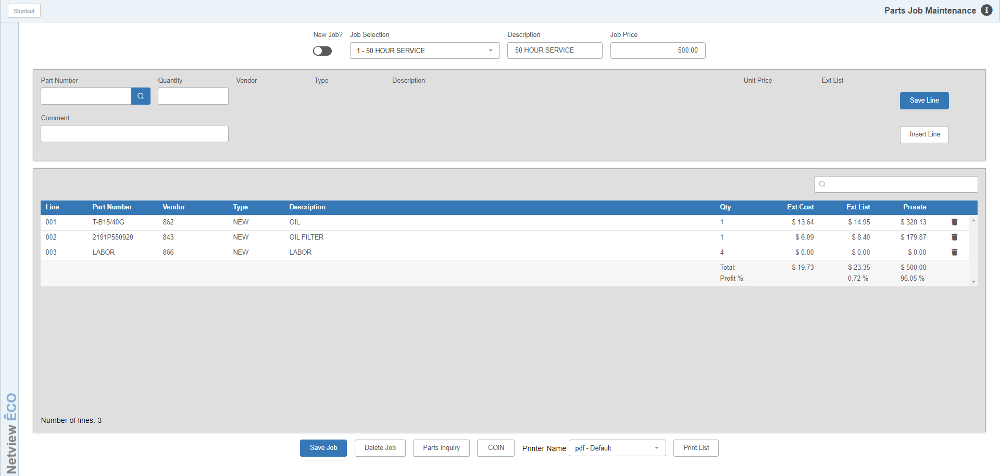 Shortcut
Parts Job Maintenance
New Job? Job Selection Description Job Price
1 - 50 HOUR SERVICE 50 HOUR SERVICE 500.00
Part Number Quantity Vendor Type Description Unit Price Ext List
Save Line
Comment
Insert Line
Line Part Number Vendor Type Description Qty Ext Cost Ext List Prorate
001 T-B15/40G 862 NEW OIL 1 $ 13.64 $ 14.95 $ 320.13
002 2191P550920 843 NEW OIL FILTER 1 $ 6.09 $ 8.40 $ 179.87
003 LABOR 866 NEW LABOR 4 $ 0.00 $ 0.00 $ 0.00
Total: $ 19.73 $ 23.35 $ 500.00
Profit %: 0.72 % 96.05 %
Number of lines: 3
Save Job Delete Job Parts Inquiry COIN Printer Name pdf - Default Print List
Netview ĒCO